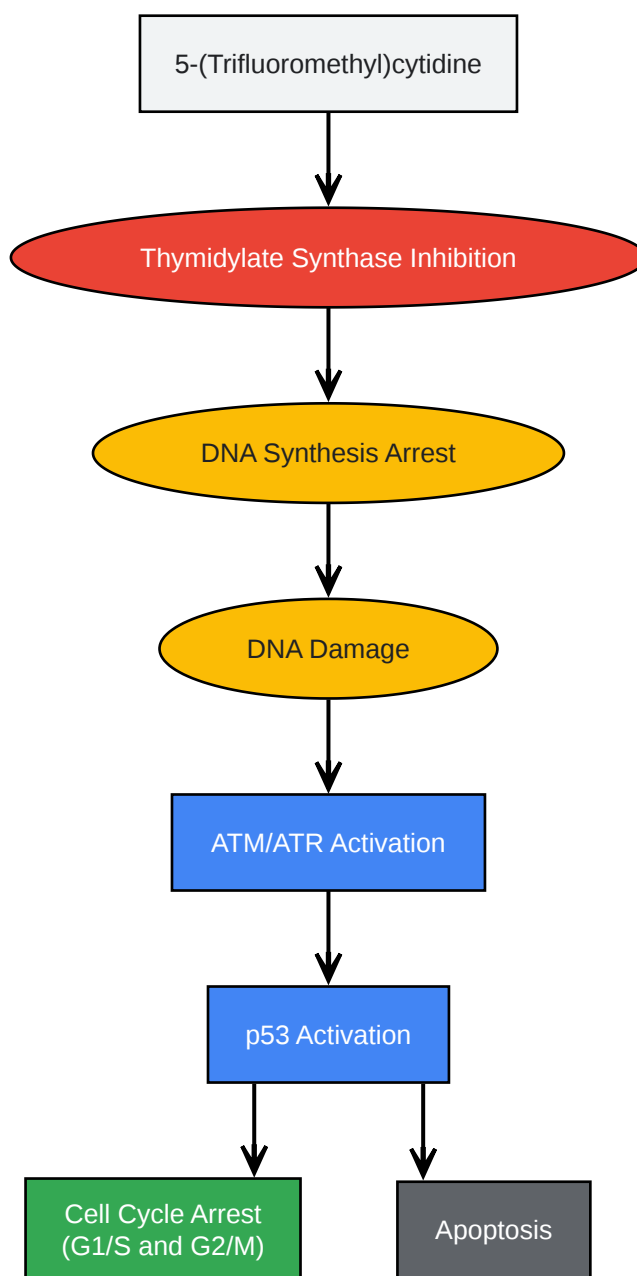 5-(Trifluoromethyl)cytidine
Thymidylate Synthase Inhibition
DNA Synthesis Arrest
DNA Damage
ATM/ATR Activation
p53 Activation
Cell Cycle Arrest
(G1/S and G2/M)
Apoptosis